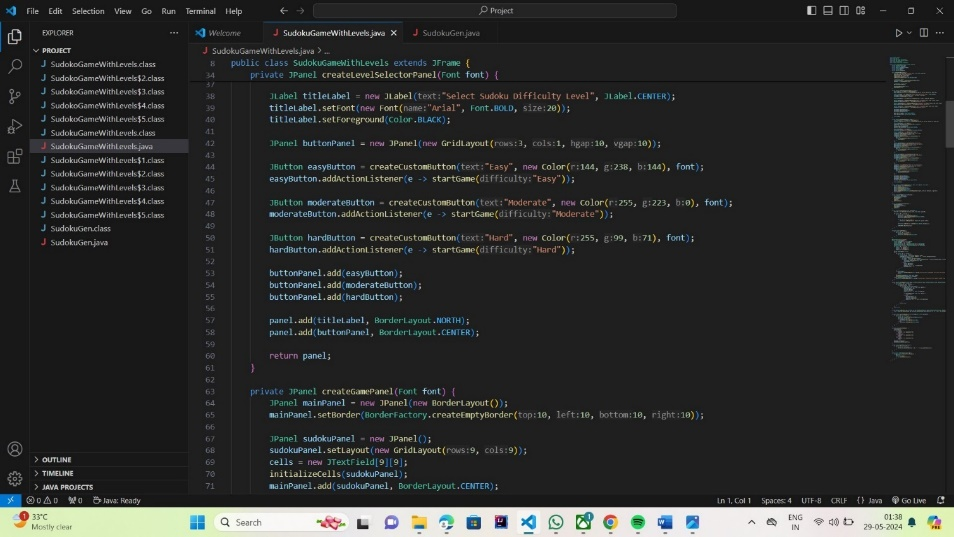 File Edit Selection View Go Run Terminal Help
Project
EXPLORER
Welcome
SudokuGameWithLevels.java
SudokuGen.java
PROJECT
SudokuGameWithLevels.class
SudokuGameWithLevels$2.class
SudokuGameWithLevels$3.class
SudokuGameWithLevels$4.class
SudokuGameWithLevels$5.class
SudokuGameWithLevels.class
SudokuGameWithLevels.java
SudokuGameWithLevels$1.class
SudokuGameWithLevels$2.class
SudokuGameWithLevels$3.class
SudokuGameWithLevels$4.class
SudokuGameWithLevels$5.class
SudokuGen.class
SudokuGen.java
OUTLINE
TIMELINE
JAVA PROJECTS
SudokuGameWithLevels.java > ...
8 public class SudokuGameWithLevels extends JFrame {
34 private JPanel createLevelSelectorPanel(Font font) {
37
38 JLabel titleLabel = new JLabel(text:"Select Sudoku Difficulty Level", JLabel.CENTER);
39 titleLabel.setFont(new Font(name:"Arial", Font.BOLD, size:20));
40 titleLabel.setForeground(Color.BLACK);
41
42 JPanel buttonPanel = new JPanel(new GridLayout(rows:3, cols:1, hgap:10, vgap:10));
43
44 JButton easyButton = createCustomButton(text:"Easy", new Color(r:144, g:238, b:144), font);
45 easyButton.addActionListener(e -> startGame(difficulty:"Easy"));
46
47 JButton moderateButton = createCustomButton(text:"Moderate", new Color(r:255, g:223, b:0), font);
48 moderateButton.addActionListener(e -> startGame(difficulty:"Moderate"));
49
50 JButton hardButton = createCustomButton(text:"Hard", new Color(r:255, g:99, b:71), font);
51 hardButton.addActionListener(e -> startGame(difficulty:"Hard"));
52
53 buttonPanel.add(easyButton);
54 buttonPanel.add(moderateButton);
55 buttonPanel.add(hardButton);
56
57 panel.add(titleLabel, BorderLayout.NORTH);
58 panel.add(buttonPanel, BorderLayout.CENTER);
59
60 return panel;
61 }
62
63 private JPanel createGamePanel(Font font) {
64 JPanel mainPanel = new JPanel(new BorderLayout());
65 mainPanel.setBorder(BorderFactory.createEmptyBorder(top:10, left:10, bottom:10, right:10));
66
67 JPanel sudokuPanel = new JPanel();
68 sudokuPanel.setLayout(new GridLayout(rows:9, cols:9));
69 cells = new JTextField[9][9];
70 initializeCells(sudokuPanel);
71 mainPanel.add(sudokuPanel, BorderLayout.CENTER);
0 0 0 Java: Ready
Ln 1, Col 1 Spaces: 4 UTF-8 CRLF {} Java Go Live
1
33°C
Mostly clear
Search
1
ENG
IN
01:38
29-05-2024